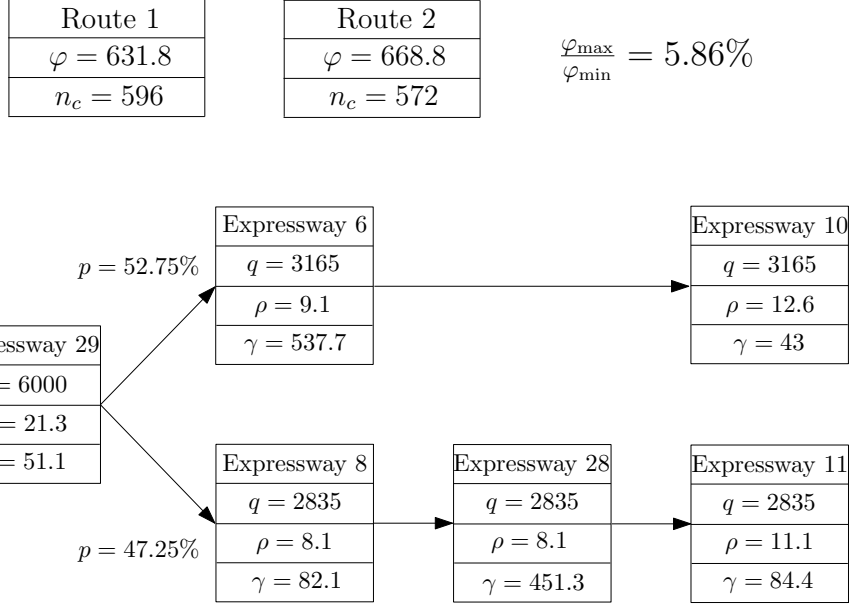 Route 1
φ = 631.8
n_c = 596
Route 2
φ = 668.8
n_c = 572
φ_max / φ_min = 5.86%
Expressway 6
q = 3165
ρ = 9.1
γ = 537.7
Expressway 10
q = 3165
ρ = 12.6
γ = 43
p = 52.75%
essway 29
= 6000
= 21.3
= 51.1
p = 47.25%
Expressway 8
q = 2835
ρ = 8.1
γ = 82.1
Expressway 28
q = 2835
ρ = 8.1
γ = 451.3
Expressway 11
q = 2835
ρ = 11.1
γ = 84.4